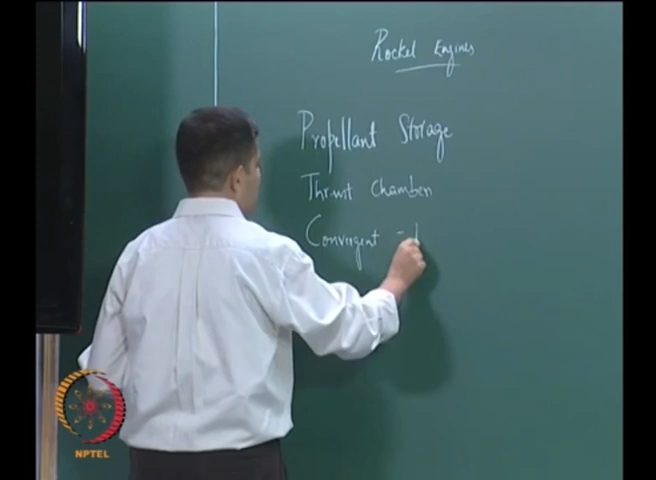 Rocket Engines
Propellant Storage
Thrust Chamber
Convergent -
NPTEL